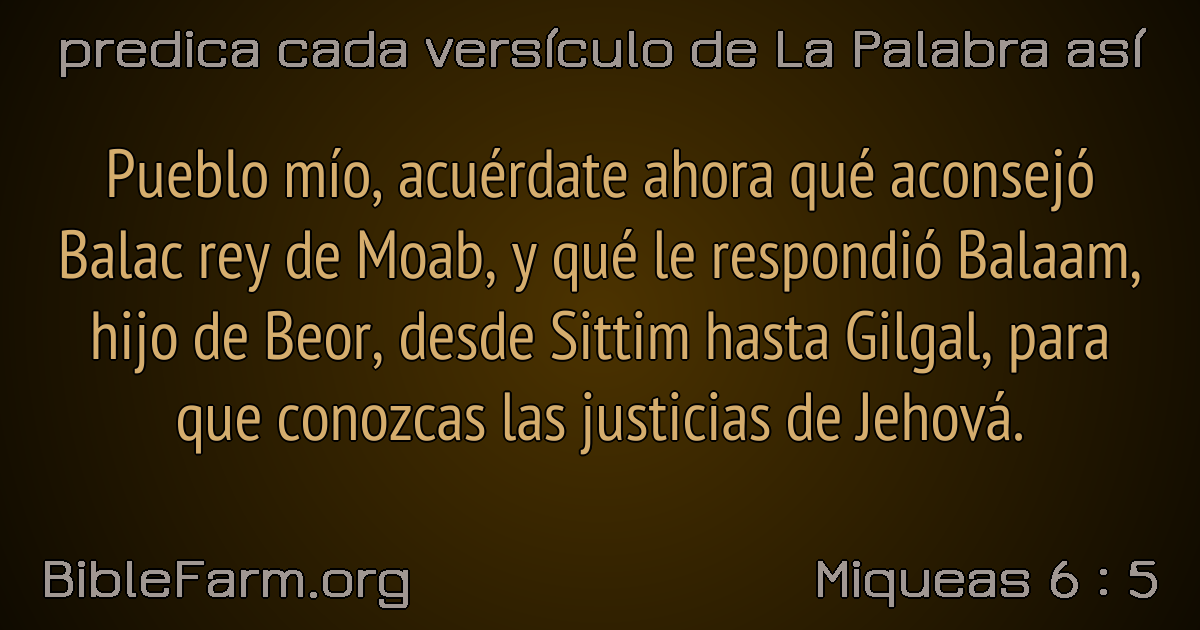 predica cada versículo de La Palabra así
Pueblo mío, acuérdate ahora qué aconsejó
Balac rey de Moab, y qué le respondió Balaam,
hijo de Beor, desde Sittim hasta Gilgal, para
que conozcas las justicias de Jehová.
BibleFarm.org
Miqueas 6 : 5